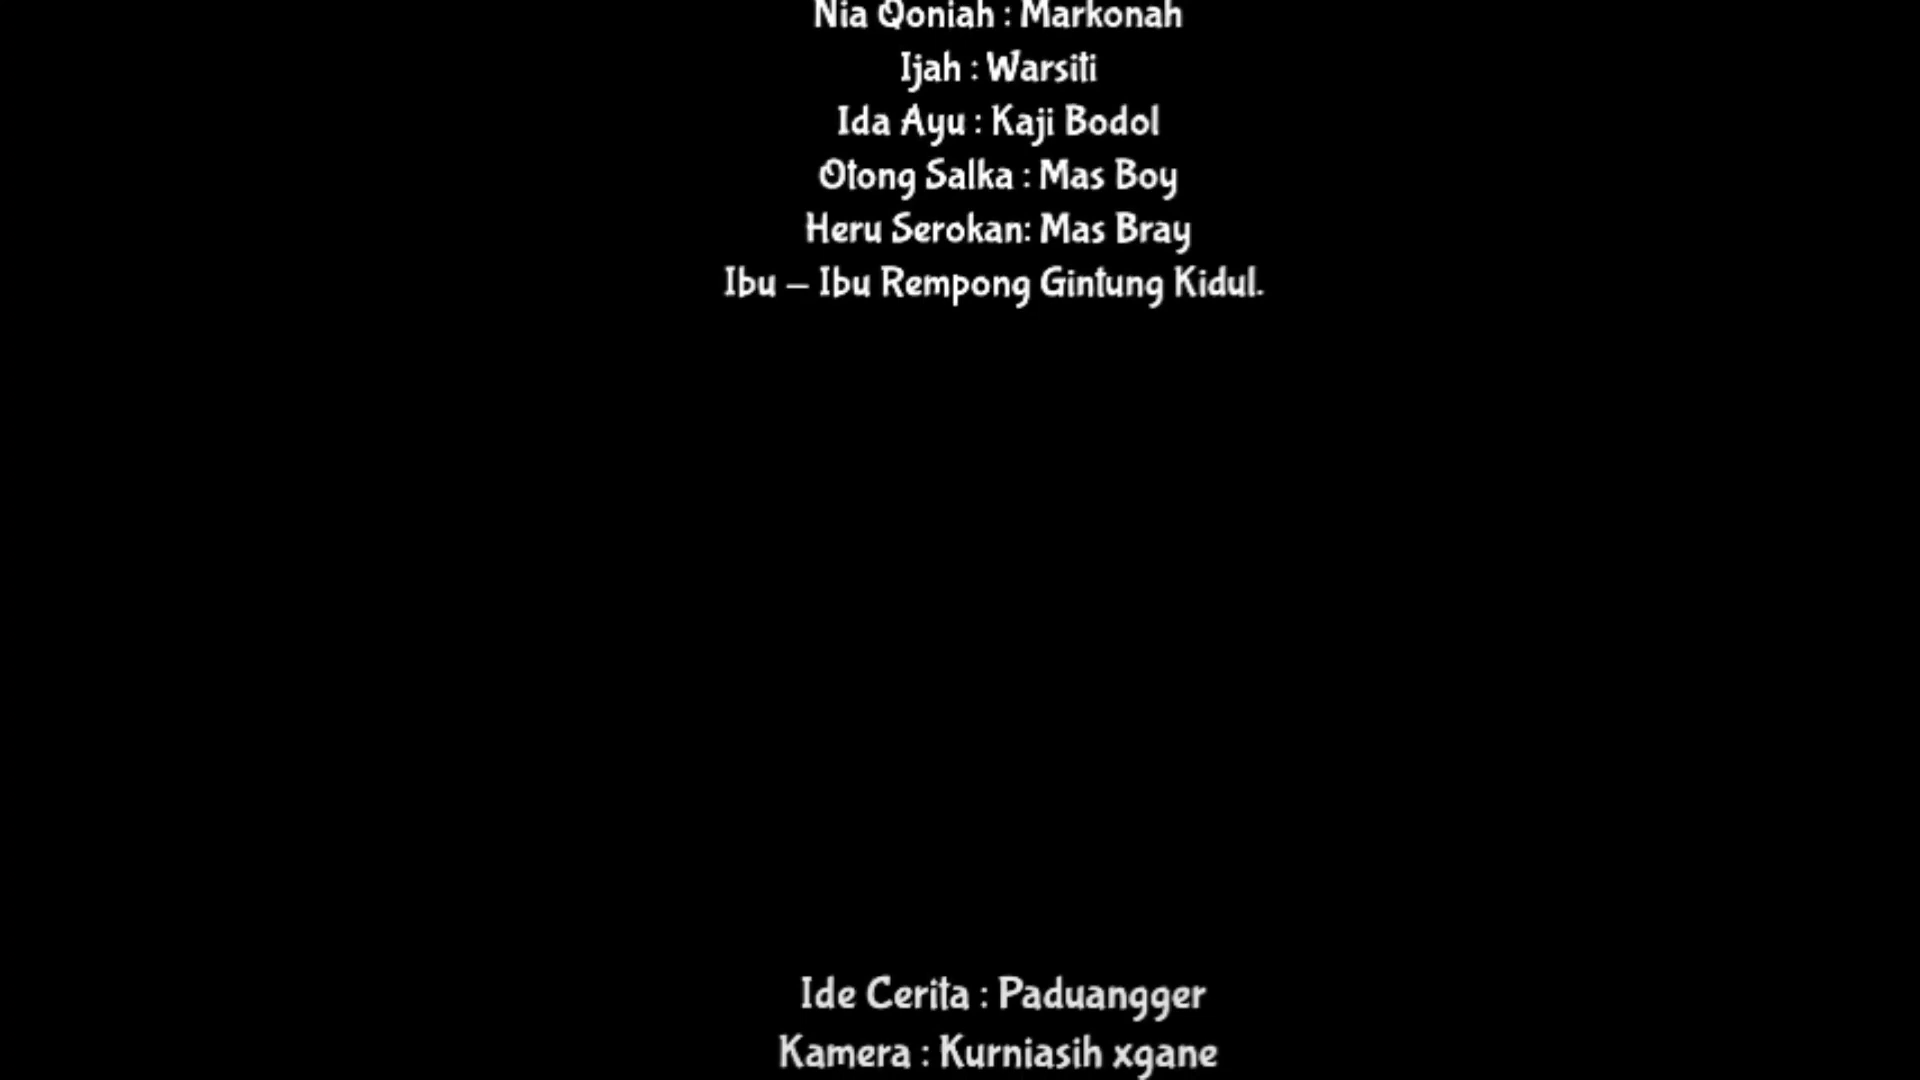 Nia Qoniah : Markonah
Ijah : Warsiti
Ida Ayu : Kaji Bodol
Otong Salka : Mas Boy
Heru Serokan: Mas Bray
Ibu – Ibu Rempong Gintung Kidul.
Ide Cerita : Paduangger
Kamera : Kurniasih xgane